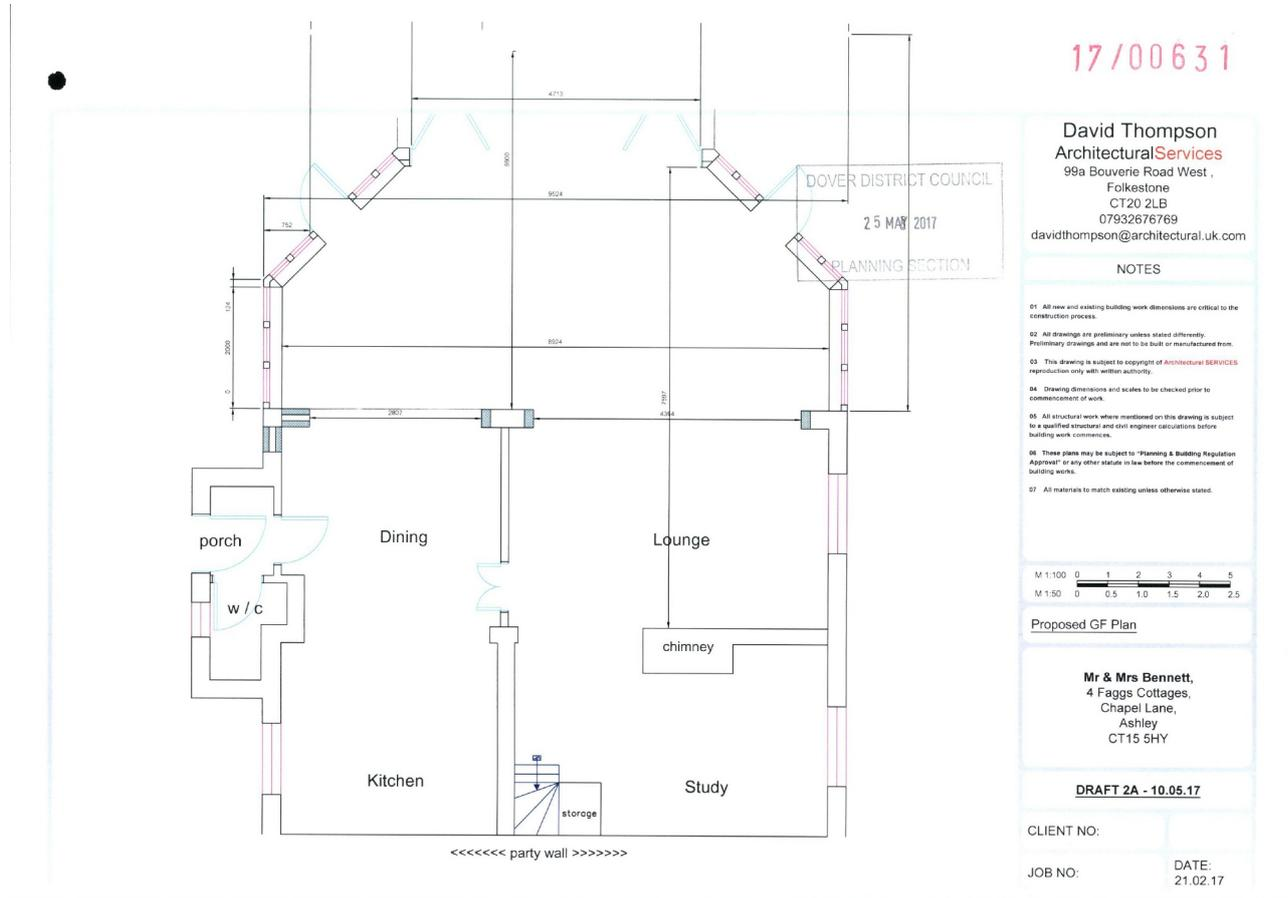 17/00631
David Thompson
ArchitecturalServices
99a Bouverie Road West ,
Folkestone
CT20 2LB
07932676769
davidthompson@architectural.uk.com
NOTES
01 All new and existing building work dimensions are critical to the
construction process.
02 All drawings are preliminary unless stated differently.
Preliminary drawings and are not to be built or manufactured from.
03 This drawing is subject to copyright of Architectural SERVICES
reproduction only with written authority.
04 Drawing dimensions and scales to be checked prior to
commencement of work.
05 All structural work where mentioned on this drawing is subject
to a qualified structural and civil engineer calculations before
building work commences.
06 These plans may be subject to "Planning & Building Regulation
Approval" or any other statute in law before the commencement of
building works.
07 All materials to match existing unless otherwise stated.
M 1:100 0 1 2 3 4 5
M 1:50 0 0.5 1.0 1.5 2.0 2.5
Proposed GF Plan
Mr & Mrs Bennett,
4 Faggs Cottages,
Chapel Lane,
Ashley
CT15 5HY
DRAFT 2A - 10.05.17
CLIENT NO:
JOB NO:
DATE:
21.02.17
DOVER DISTRICT COUNCIL
25 MAY 2017
PLANNING SECTION
4713
9524
752
124
2000
0
8924
2807
4364
7597
porch
w / c
Dining
Lounge
chimney
Kitchen
Study
storage
<<<<<<< party wall >>>>>>>